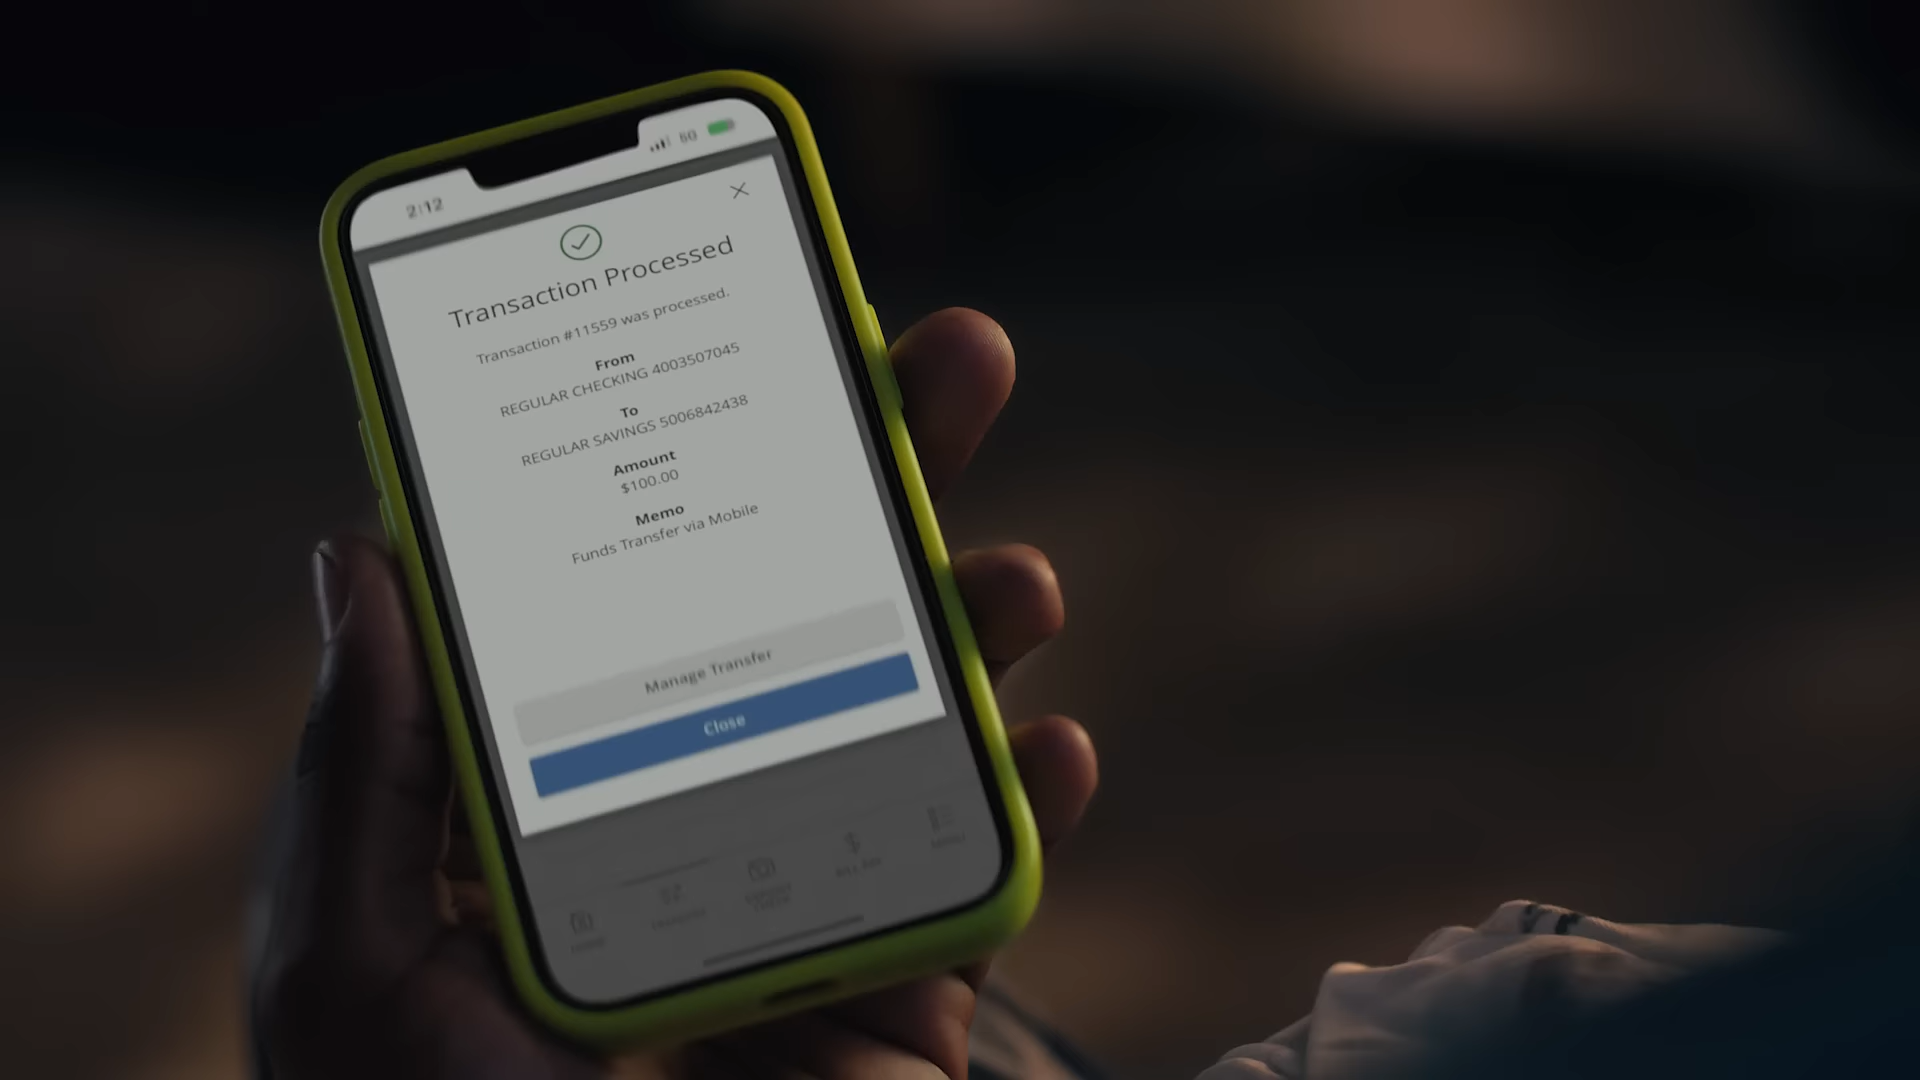 2:12
5G
Transaction Processed
Transaction #11559 was processed.
From
REGULAR CHECKING 4003507045
To
REGULAR SAVINGS 5006842438
Amount
$100.00
Memo
Funds Transfer via Mobile
Manage Transfer
Close